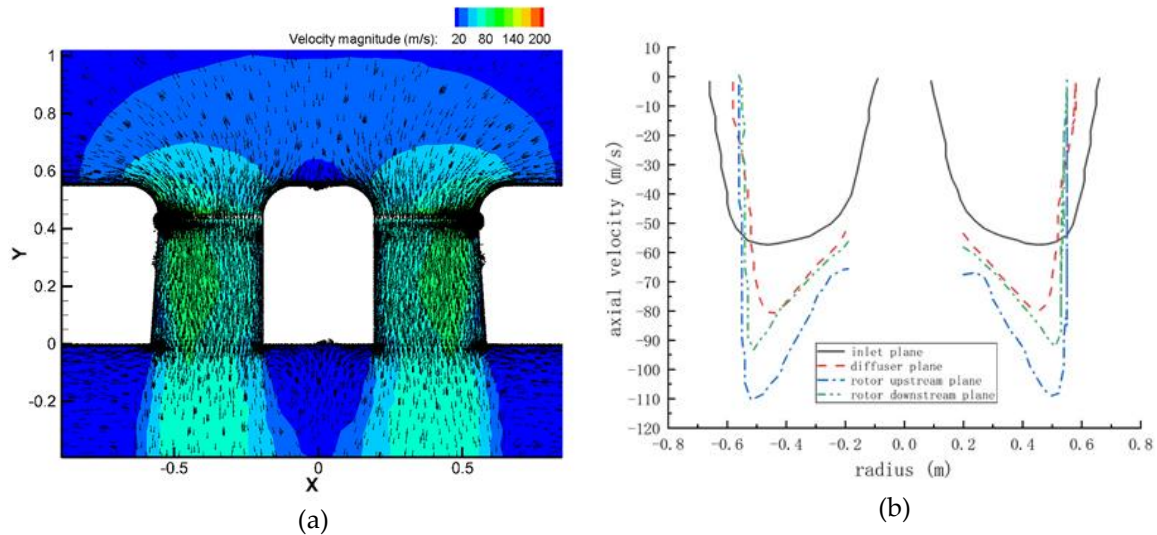 Velocity magnitude (m/s): 20 80 140 200
1
0.8
0.6
0.4
0.2
0
-0.2
Y
-0.5 0 0.5
X
(a)
10
0
-10
-20
-30
-40
-50
-60
-70
-80
-90
-100
-110
-120
axial velocity (m/s)
inlet plane
diffuser plane
rotor upstream plane
rotor downstream plane
-0.8 -0.6 -0.4 -0.2 0.0 0.2 0.4 0.6 0.8
radius (m)
(b)